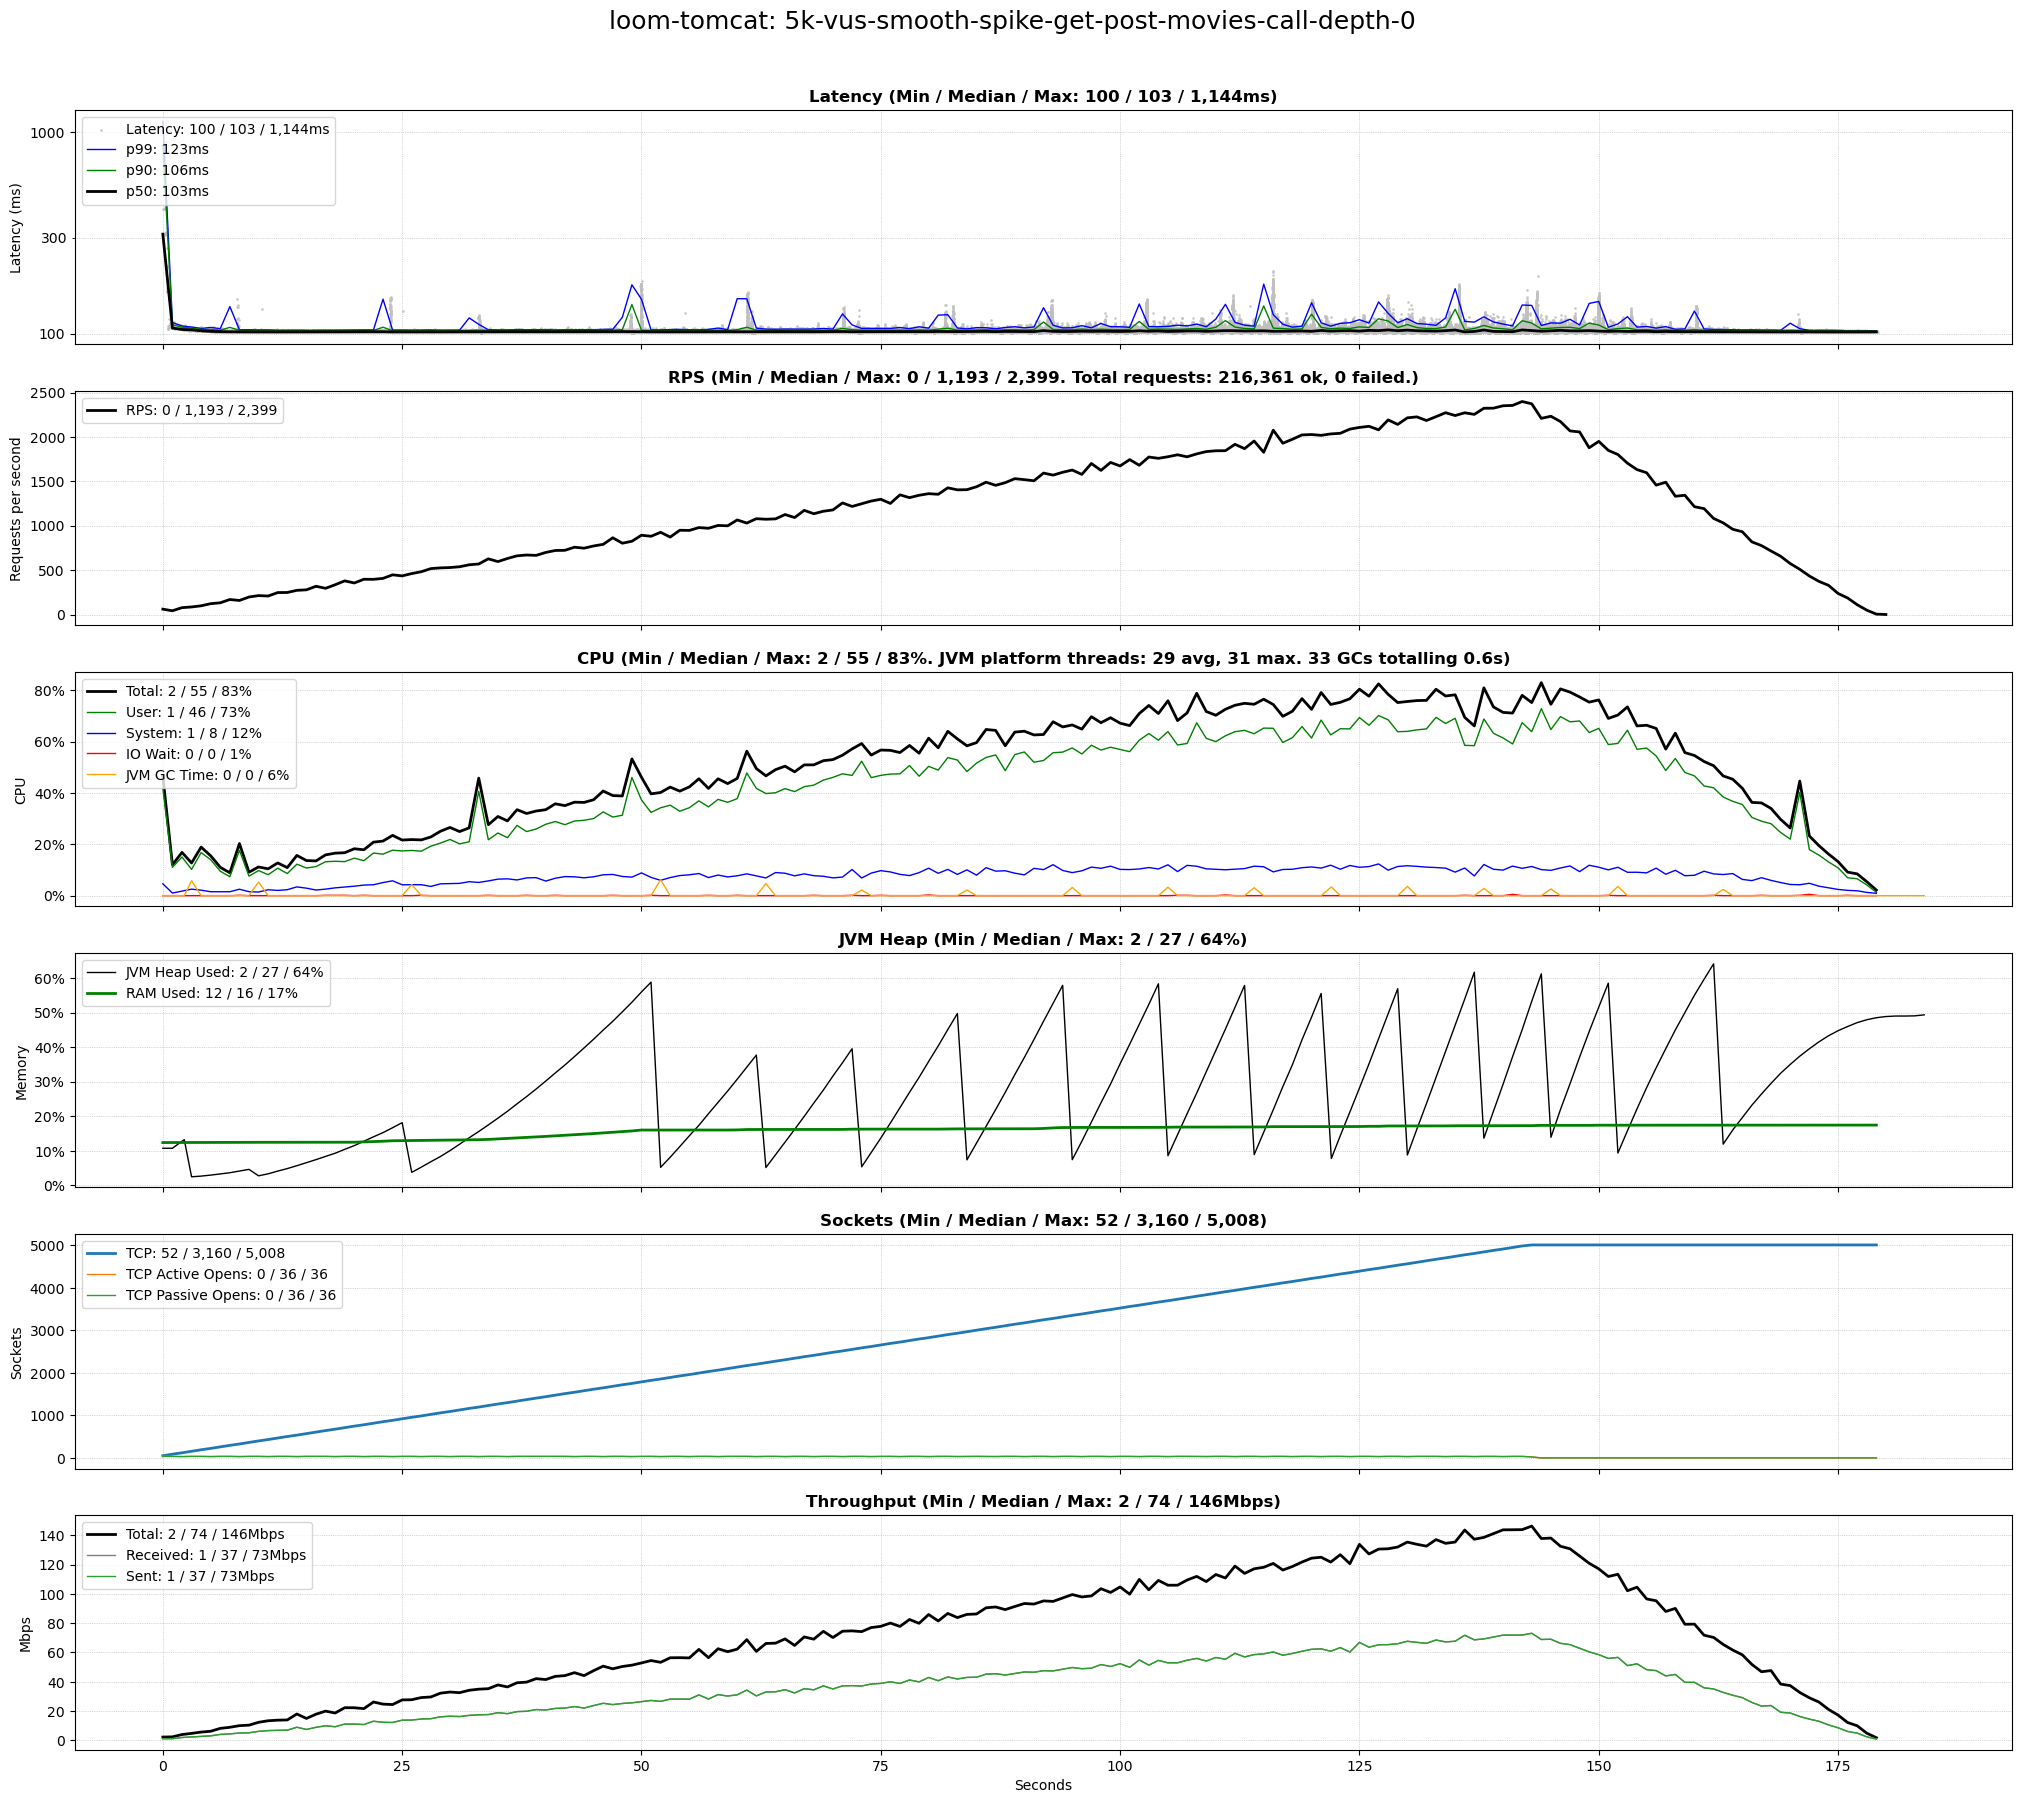 loom-tomcat: 5k-vus-smooth-spike-get-post-movies-call-depth-0
Latency (Min / Median / Max: 100 / 103 / 1,144ms)
Latency: 100 / 103 / 1,144ms
p99: 123ms
p90: 106ms
p50: 103ms
1000
300
100
Latency (ms)
RPS (Min / Median / Max: 0 / 1,193 / 2,399. Total requests: 216,361 ok, 0 failed.)
RPS: 0 / 1,193 / 2,399
2500
2000
1500
1000
500
0
Requests per second
CPU (Min / Median / Max: 2 / 55 / 83%. JVM platform threads: 29 avg, 31 max. 33 GCs totalling 0.6s)
Total: 2 / 55 / 83%
User: 1 / 46 / 73%
System: 1 / 8 / 12%
IO Wait: 0 / 0 / 1%
JVM GC Time: 0 / 0 / 6%
80%
60%
40%
20%
0%
CPU
JVM Heap (Min / Median / Max: 2 / 27 / 64%)
JVM Heap Used: 2 / 27 / 64%
RAM Used: 12 / 16 / 17%
60%
50%
40%
30%
20%
10%
0%
Memory
Sockets (Min / Median / Max: 52 / 3,160 / 5,008)
TCP: 52 / 3,160 / 5,008
TCP Active Opens: 0 / 36 / 36
TCP Passive Opens: 0 / 36 / 36
5000
4000
3000
2000
1000
0
Sockets
Throughput (Min / Median / Max: 2 / 74 / 146Mbps)
Total: 2 / 74 / 146Mbps
Received: 1 / 37 / 73Mbps
Sent: 1 / 37 / 73Mbps
140
120
100
80
60
40
20
0
Mbps
0 25 50 75 100 125 150 175
Seconds